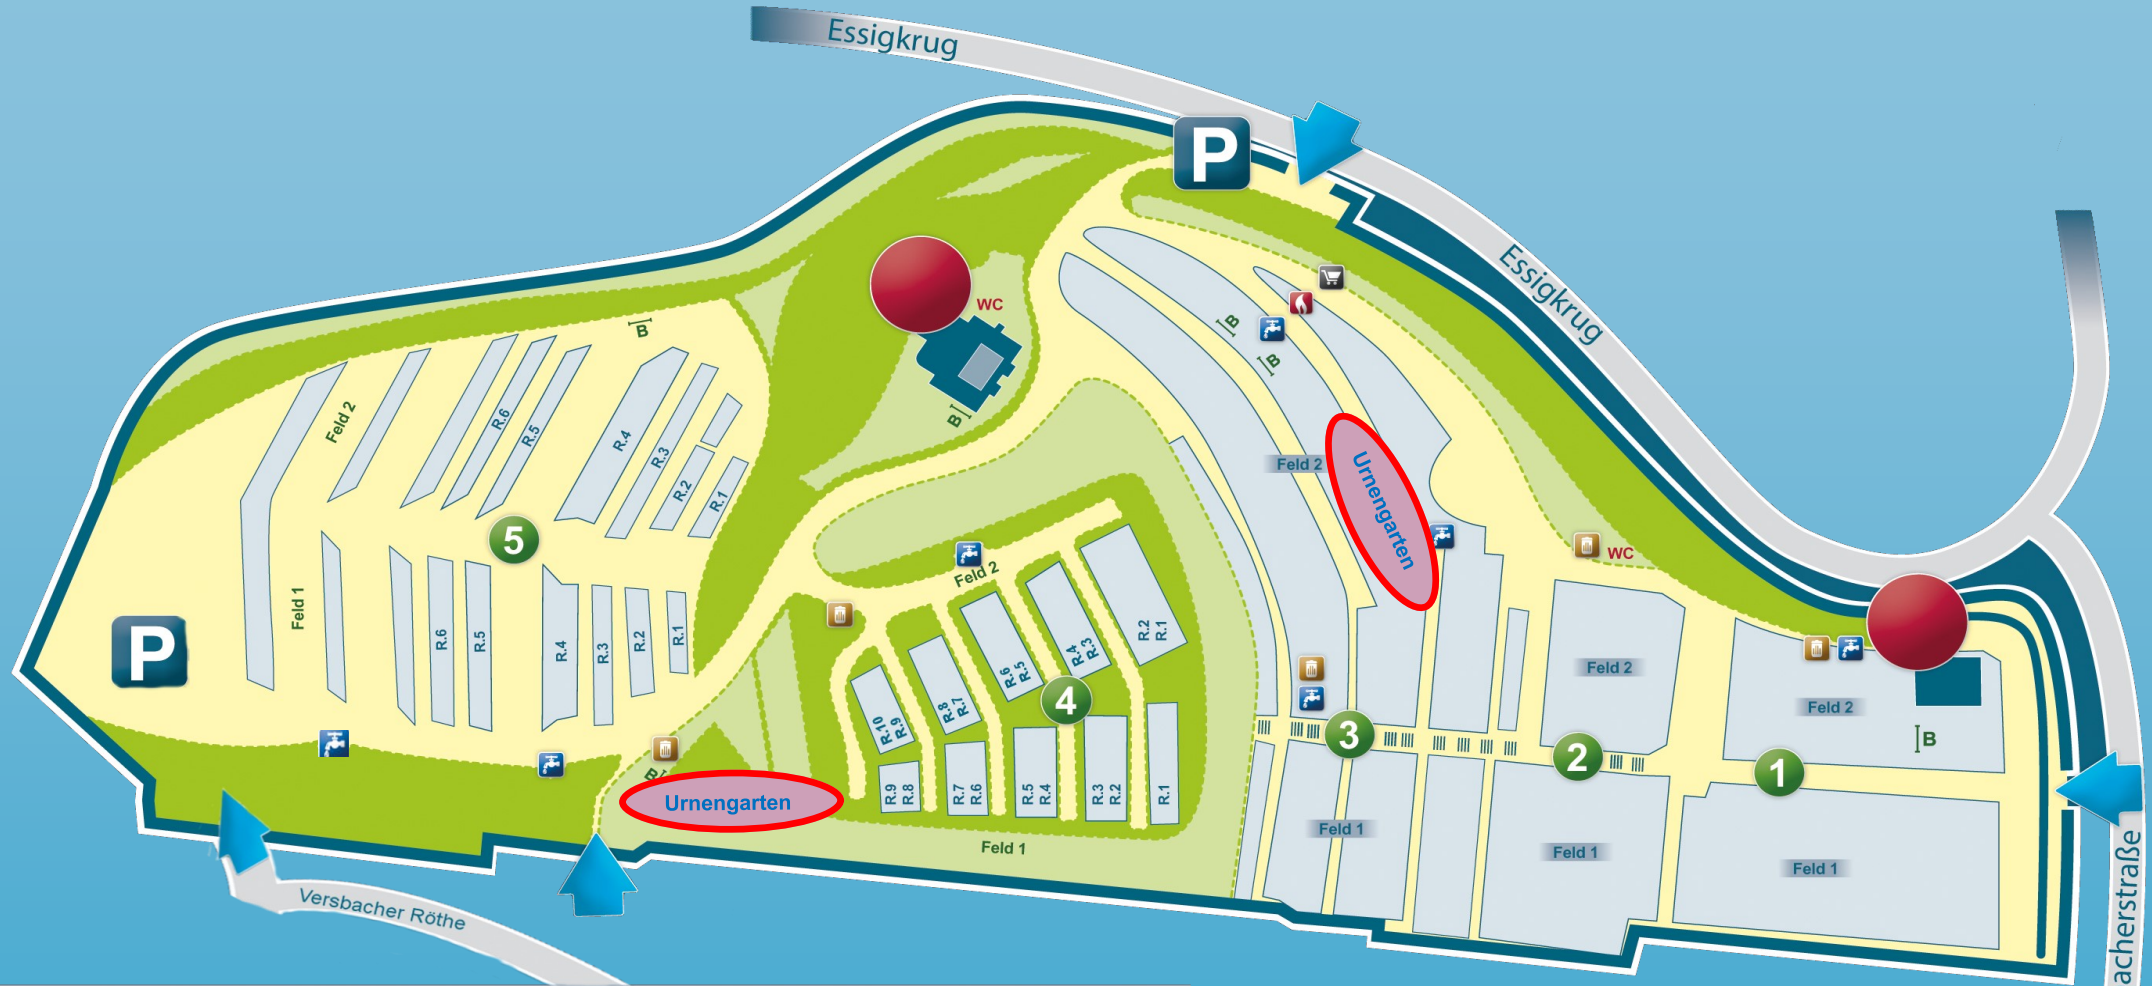 Essigkrug
P
Essigkrug
WC
B
B
B
B
Feld 2
R.6
R.5
R.4
R.3
R.2
R.1
5
Feld 1
R.6
R.5
R.4
R.3
R.2
R.1
P
Feld 2
Urnengarten
WC
Feld 2
R.2
R.1
R.4
R.3
R.6
R.5
R.8
R.7
R.10
R.9
4
R.9
R.8
R.7
R.6
R.5
R.4
R.3
R.2
R.1
Feld 1
B
Urnengarten
3
Feld 1
Feld 2
2
Feld 1
Feld 2
B
1
Feld 1
Versbacher Röthe
acherstraße